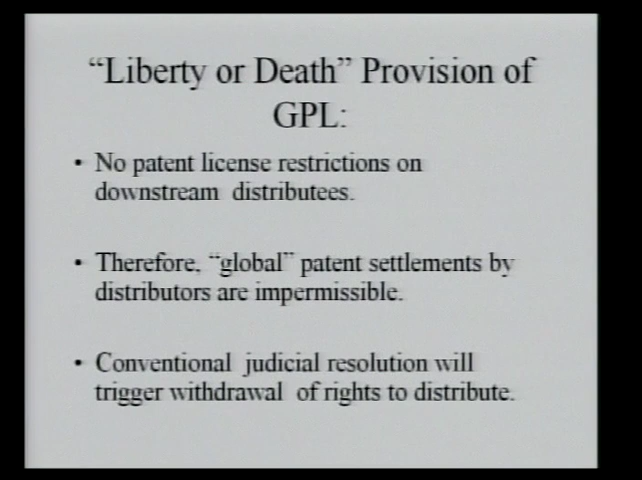 “Liberty or Death” Provision of
GPL:
• No patent license restrictions on
downstream distributees.
• Therefore, “global” patent settlements by
distributors are impermissible.
• Conventional judicial resolution will
trigger withdrawal of rights to distribute.